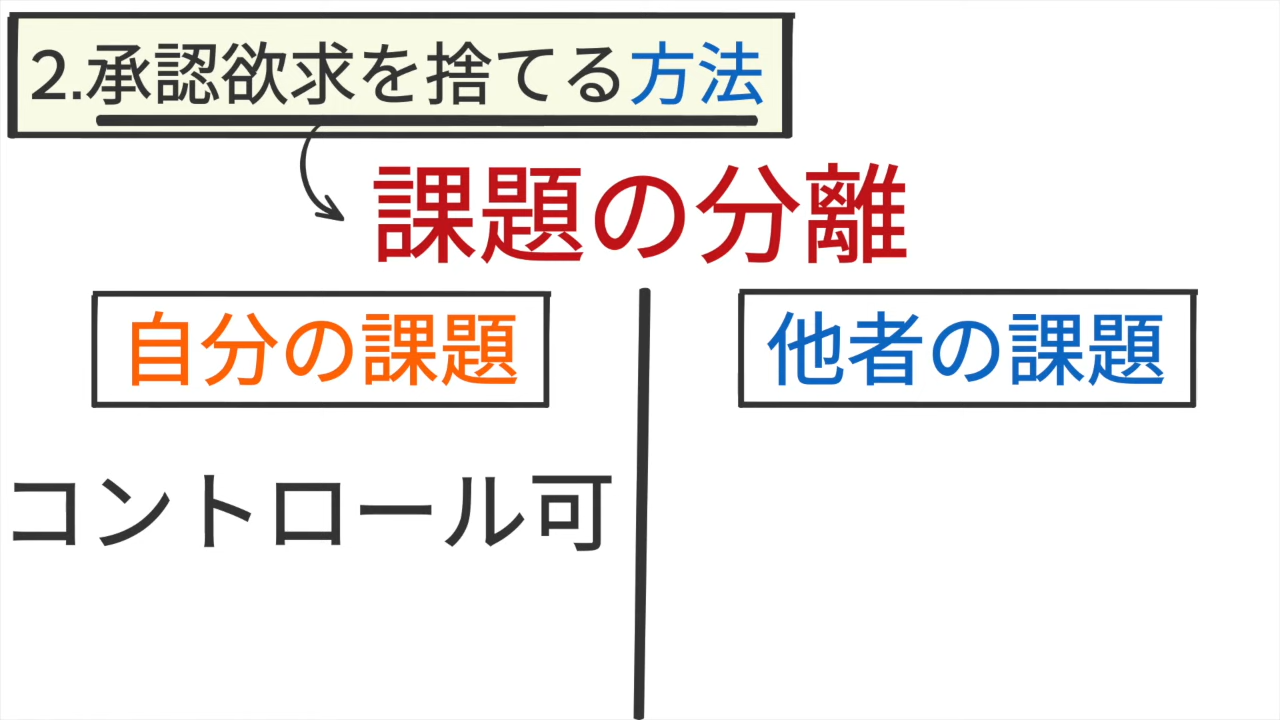 2.承認欲求を捨てる方法
課題の分離
自分の課題
他者の課題
コントロール可